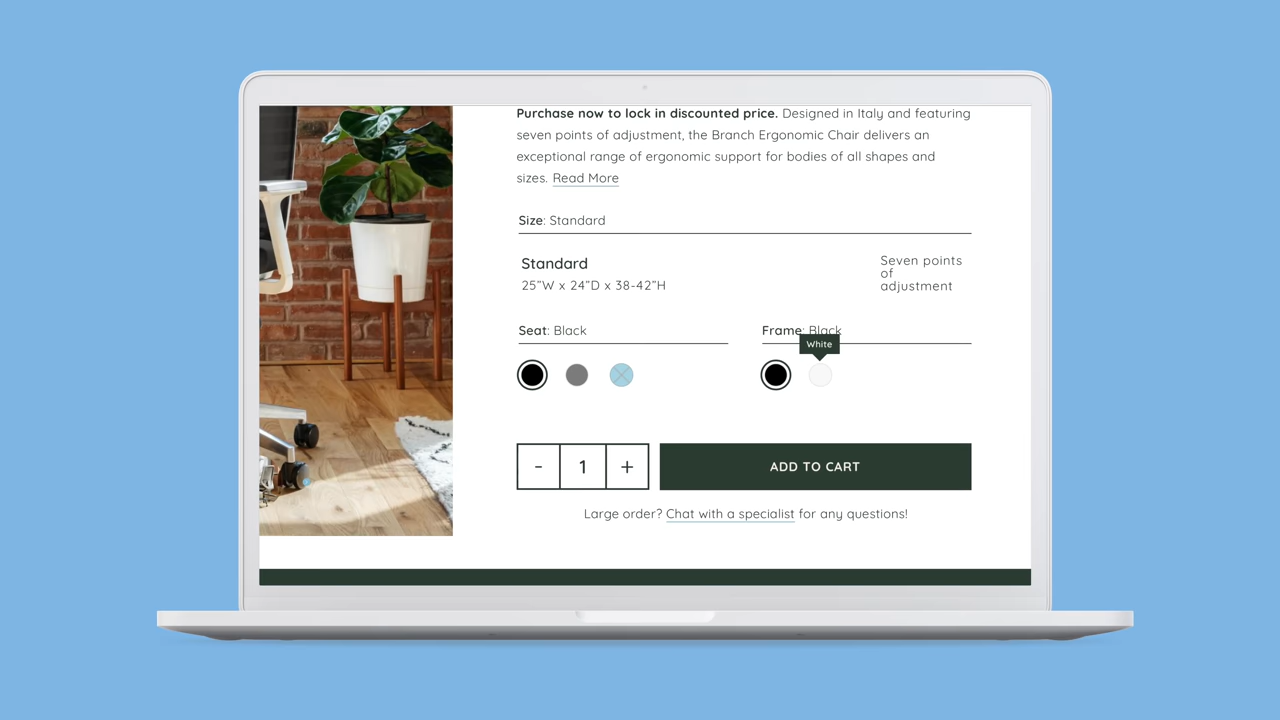 Purchase now to lock in discounted price. Designed in Italy and featuring
seven points of adjustment, the Branch Ergonomic Chair delivers an
exceptional range of ergonomic support for bodies of all shapes and
sizes. Read More
Size: Standard
Standard
25”W x 24”D x 38-42”H
Seven points
of
adjustment
Seat: Black
Frame: Black
White
- 1 +
ADD TO CART
Large order? Chat with a specialist for any questions!